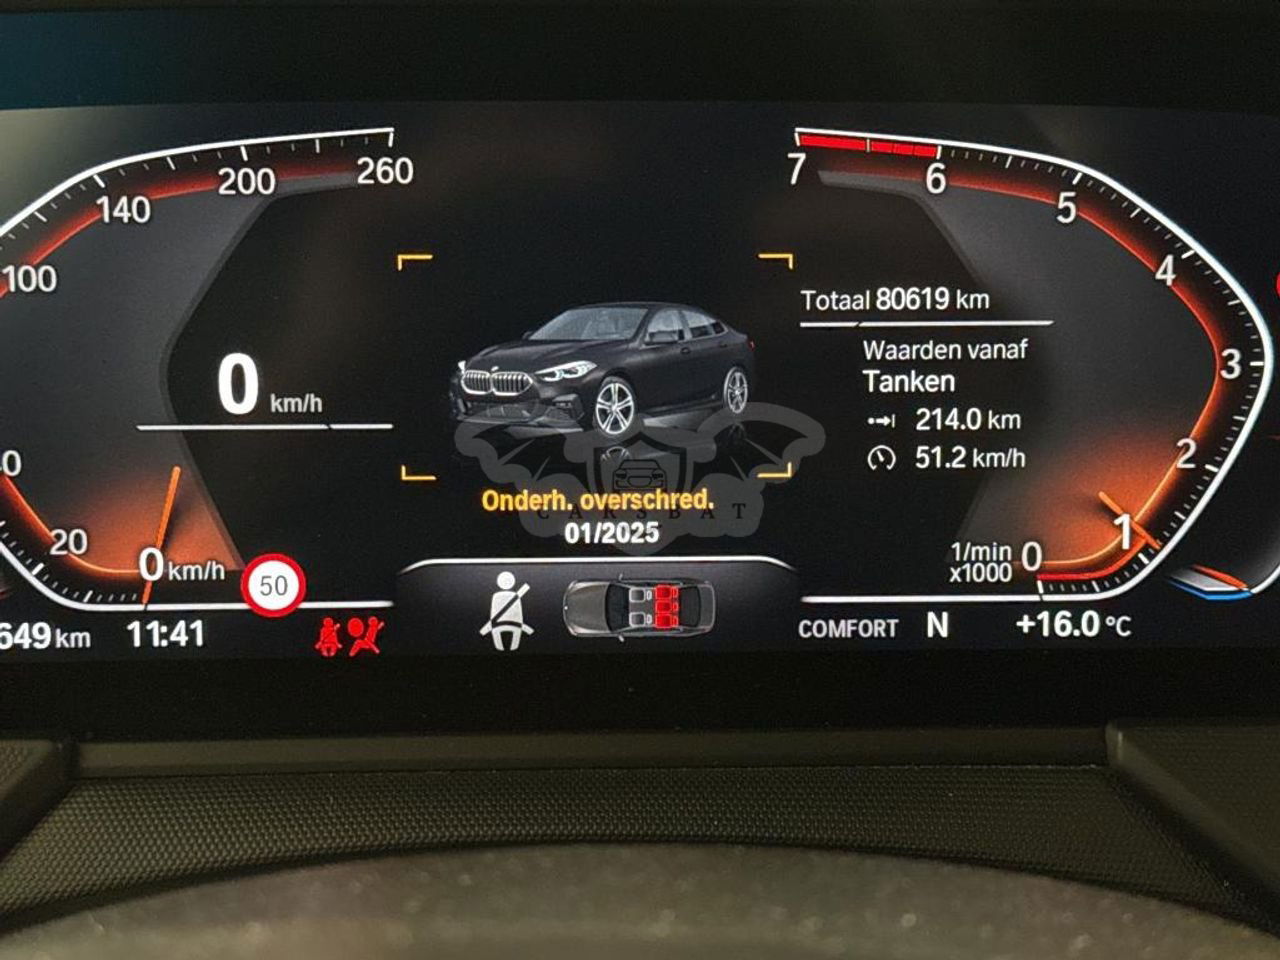 260
200
140
100
0 km/h
20
0 km/h
50
649 km
11:41
Onderh. overschred.
01/2025
CARSBAT
7
6
5
4
3
2
1
0
Totaal 80619 km
Waarden vanaf
Tanken
214.0 km
51.2 km/h
1/min
x1000
COMFORT N
+16.0 °C